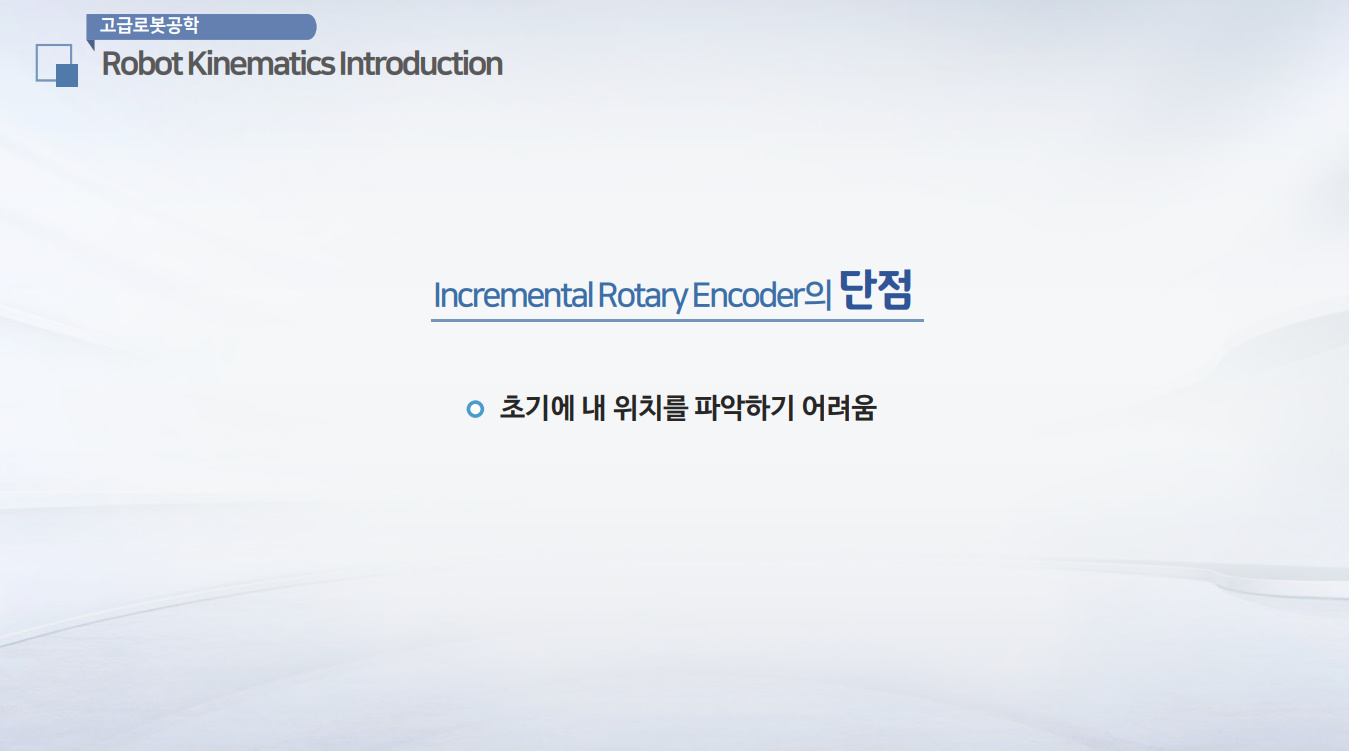 고급로봇공학
Robot Kinematics Introduction
Incremental Rotary Encoder의 단점
초기에 내 위치를 파악하기 어려움